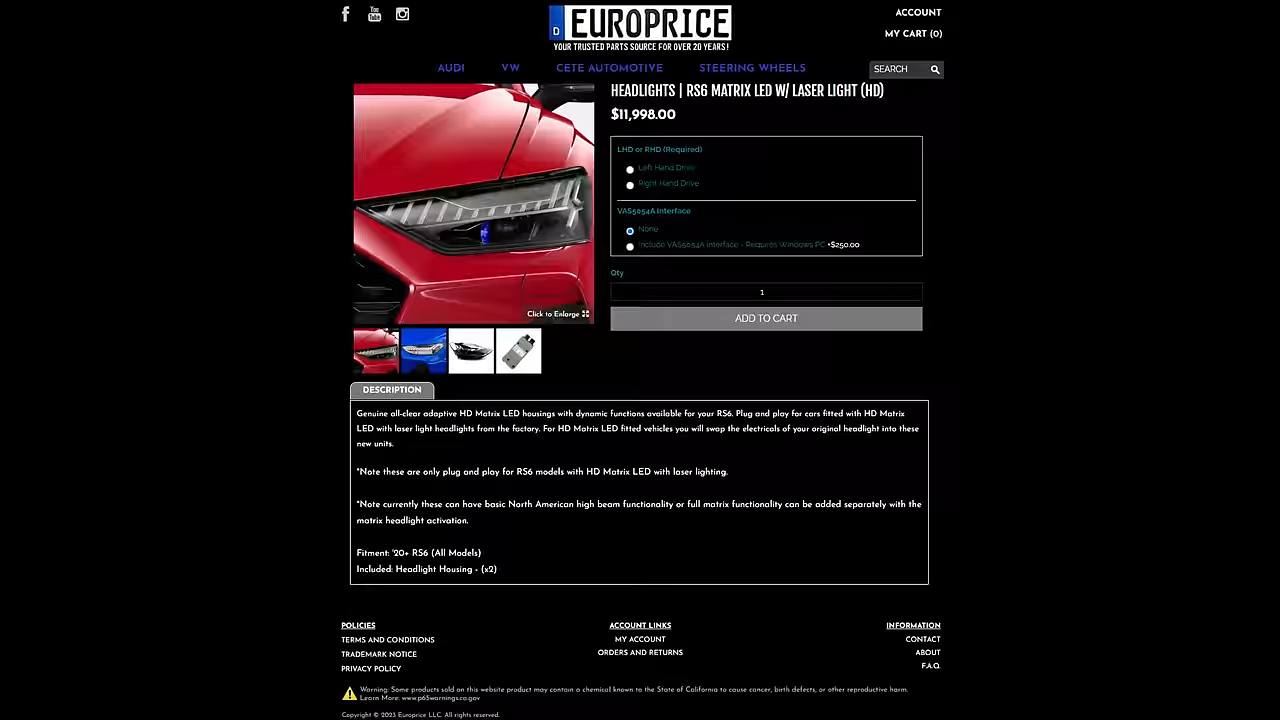 You Tube
D EUROPRICE
YOUR TRUSTED PARTS SOURCE FOR OVER 20 YEARS!
ACCOUNT
MY CART (0)
AUDI VW CETE AUTOMOTIVE STEERING WHEELS SEARCH
HEADLIGHTS | RS6 MATRIX LED W/ LASER LIGHT (HD)
$11,998.00
LHD or RHD (Required)
Left Hand Drive
Right Hand Drive
VAS5054A Interface
None
Include VAS5054A Interface - Requires Windows PC +$250.00
Qty
1
Click to Enlarge
ADD TO CART
DESCRIPTION
Genuine all-clear adaptive HD Matrix LED housings with dynamic functions available for your RS6. Plug and play for cars fitted with HD Matrix
LED with laser light headlights from the factory. For HD Matrix LED fitted vehicles you will swap the electricals of your original headlight into these
new units.
*Note these are only plug and play for RS6 models with HD Matrix LED with laser lighting.
*Note currently these can have basic North American high beam functionality or full matrix functionality can be added separately with the
matrix headlight activation.
Fitment: '20+ RS6 (All Models)
Included: Headlight Housing - (x2)
POLICIES
TERMS AND CONDITIONS
TRADEMARK NOTICE
PRIVACY POLICY
ACCOUNT LINKS
MY ACCOUNT
ORDERS AND RETURNS
INFORMATION
CONTACT
ABOUT
F.A.Q.
Warning: Some products sold on this website product may contain a chemical known to the State of California to cause cancer, birth defects, or other reproductive harm.
Learn More: www.p65warnings.ca.gov
Copyright © 2023 Europrice LLC. All rights reserved.